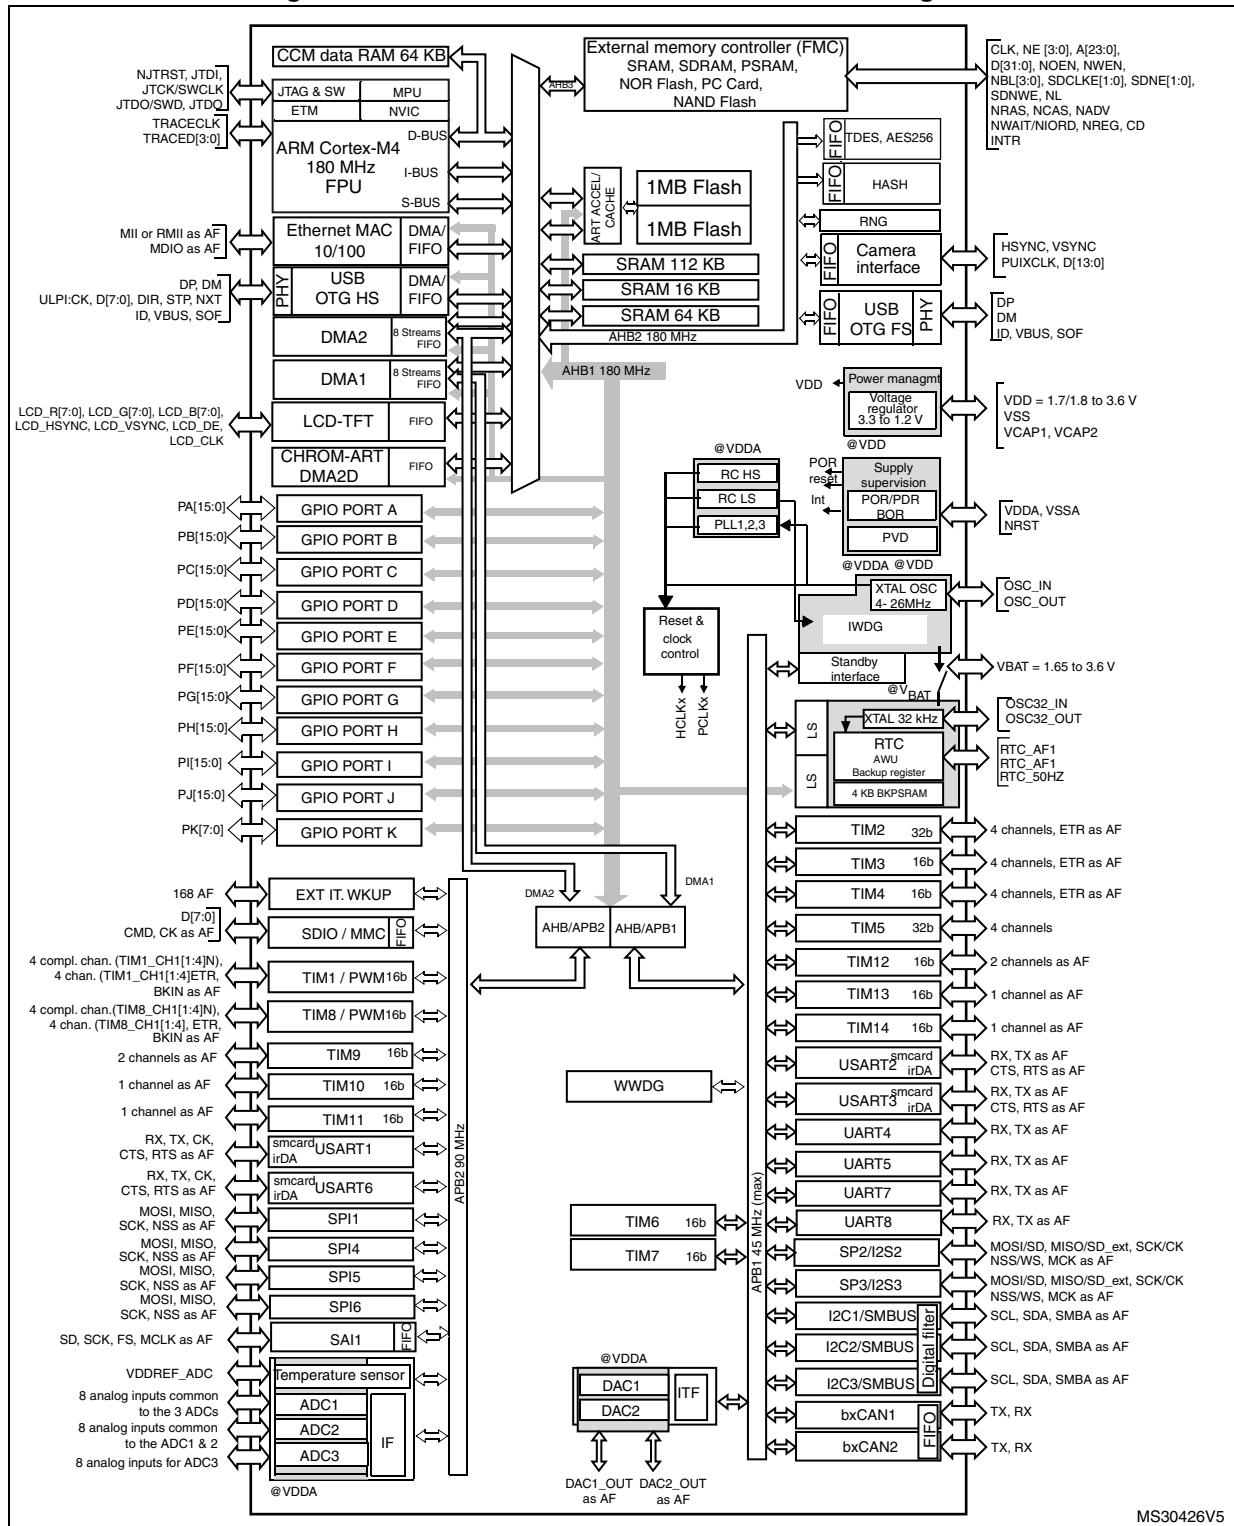 CCM data RAM 64 KB
External memory controller (FMC)
SRAM, SDRAM, PSRAM,
NOR Flash, PC Card,
NAND Flash
AHB3
CLK, NE [3:0], A[23:0],
D[31:0], NOEN, NWEN,
NBL[3:0], SDCLKE[1:0], SDNE[1:0],
SDNWE, NL
NRAS, NCAS, NADV
NWAIT/NIORD, NREG, CD
INTR
NJTRST, JTDI,
JTCK/SWCLK
JTDO/SWD, JTDO
TRACECLK
TRACED[3:0]
JTAG & SW
MPU
ETM
NVIC
ARM Cortex-M4
180 MHz
FPU
D-BUS
I-BUS
S-BUS
FIFO
TDES, AES256
FIFO
HASH
RNG
FIFO
Camera
interface
HSYNC, VSYNC
PUIXCLK, D[13:0]
FIFO
USB
OTG FS
PHY
DP
DM
ID, VBUS, SOF
ART ACCEL/
CACHE
1MB Flash
1MB Flash
SRAM 112 KB
SRAM 16 KB
SRAM 64 KB
AHB2 180 MHz
AHB1 180 MHz
MII or RMII as AF
MDIO as AF
Ethernet MAC
10/100
DMA/
FIFO
DP, DM
ULPI:CK, D[7:0], DIR, STP, NXT
ID, VBUS, SOF
PHY
USB
OTG HS
DMA/
FIFO
DMA2
8 Streams
FIFO
DMA1
8 Streams
FIFO
LCD_R[7:0], LCD_G[7:0], LCD_B[7:0],
LCD_HSYNC, LCD_VSYNC, LCD_DE,
LCD_CLK
LCD-TFT
FIFO
CHROM-ART
DMA2D
FIFO
VDD
Power managmt
Voltage
regulator
3.3 to 1.2 V
@VDD
VDD = 1.7/1.8 to 3.6 V
VSS
VCAP1, VCAP2
@VDDA
RC HS
RC LS
PLL1,2,3
POR
reset
Int
Supply
supervision
POR/PDR
BOR
PVD
VDDA, VSSA
NRST
@VDDA @VDD
XTAL OSC
4- 26MHz
OSC_IN
OSC_OUT
IWDG
Reset &
clock
control
HCLKx
PCLKx
Standby
interface
VBAT = 1.65 to 3.6 V
@VBAT
LS
LS
XTAL 32 kHz
OSC32_IN
OSC32_OUT
RTC
AWU
Backup register
4 KB BKPSRAM
RTC_AF1
RTC_AF1
RTC_50HZ
PA[15:0]
GPIO PORT A
PB[15:0]
GPIO PORT B
PC[15:0]
GPIO PORT C
PD[15:0]
GPIO PORT D
PE[15:0]
GPIO PORT E
PF[15:0]
GPIO PORT F
PG[15:0]
GPIO PORT G
PH[15:0]
GPIO PORT H
PI[15:0]
GPIO PORT I
PJ[15:0]
GPIO PORT J
PK[7:0]
GPIO PORT K
DMA2
DMA1
AHB/APB2
AHB/APB1
168 AF
EXT IT. WKUP
D[7:0]
CMD, CK as AF
SDIO / MMC
FIFO
4 compl. chan. (TIM1_CH1[1:4]N),
4 chan. (TIM1_CH1[1:4]ETR,
BKIN as AF
TIM1 / PWM
16b
4 compl. chan.(TIM8_CH1[1:4]N),
4 chan. (TIM8_CH1[1:4], ETR,
BKIN as AF
TIM8 / PWM
16b
2 channels as AF
TIM9
16b
1 channel as AF
TIM10
16b
1 channel as AF
TIM11
16b
RX, TX, CK,
CTS, RTS as AF
smcard
irDA
USART1
RX, TX, CK,
CTS, RTS as AF
smcard
irDA
USART6
MOSI, MISO,
SCK, NSS as AF
SPI1
MOSI, MISO,
SCK, NSS as AF
SPI4
MOSI, MISO,
SCK, NSS as AF
SPI5
MOSI, MISO,
SCK, NSS as AF
SPI6
SD, SCK, FS, MCLK as AF
SAI1
FIFO
VDDREF_ADC
Temperature sensor
8 analog inputs common
to the 3 ADCs
ADC1
8 analog inputs common
to the ADC1 & 2
ADC2
8 analog inputs for ADC3
ADC3
IF
@VDDA
APB2 90 MHz
WWDG
TIM6
16b
TIM7
16b
@VDDA
DAC1
DAC2
ITF
DAC1_OUT
as AF
DAC2_OUT
as AF
APB1 45 MHz (max)
TIM2
32b
4 channels, ETR as AF
TIM3
16b
4 channels, ETR as AF
TIM4
16b
4 channels, ETR as AF
TIM5
32b
4 channels
TIM12
16b
2 channels as AF
TIM13
16b
1 channel as AF
TIM14
16b
1 channel as AF
USART2
smcard
irDA
RX, TX as AF
CTS, RTS as AF
USART3
smcard
irDA
RX, TX as AF
CTS, RTS as AF
UART4
RX, TX as AF
UART5
RX, TX as AF
UART7
RX, TX as AF
UART8
RX, TX as AF
SP2/I2S2
MOSI/SD, MISO/SD_ext, SCK/CK
NSS/WS, MCK as AF
SP3/I2S3
MOSI/SD, MISO/SD_ext, SCK/CK
NSS/WS, MCK as AF
I2C1/SMBUS
SCL, SDA, SMBA as AF
I2C2/SMBUS
SCL, SDA, SMBA as AF
I2C3/SMBUS
SCL, SDA, SMBA as AF
Digital filter
bxCAN1
TX, RX
bxCAN2
TX, RX
FIFO
MS30426V5